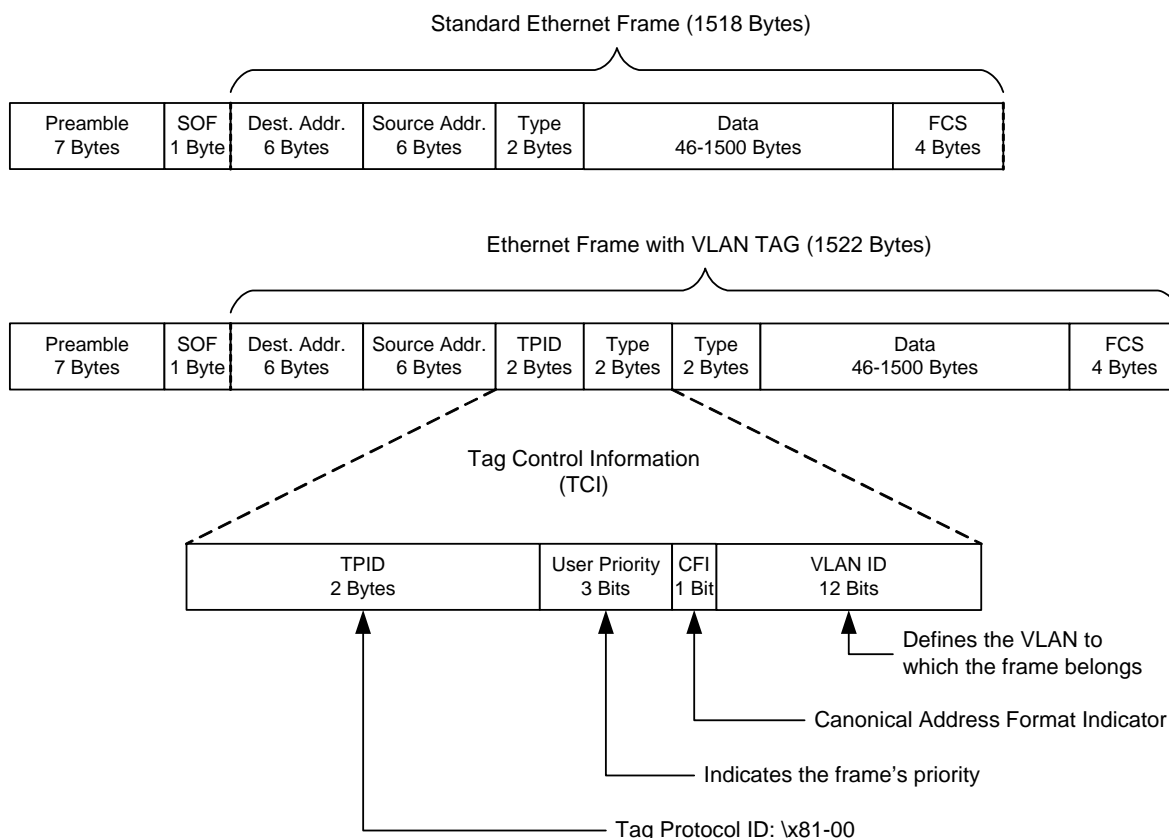 Standard Ethernet Frame (1518 Bytes)
Preamble
7 Bytes
SOF
1 Byte
Dest. Addr.
6 Bytes
Source Addr.
6 Bytes
Type
2 Bytes
Data
46-1500 Bytes
FCS
4 Bytes
Ethernet Frame with VLAN TAG (1522 Bytes)
Preamble
7 Bytes
SOF
1 Byte
Dest. Addr.
6 Bytes
Source Addr.
6 Bytes
TPID
2 Bytes
Type
2 Bytes
Type
2 Bytes
Data
46-1500 Bytes
FCS
4 Bytes
Tag Control Information
(TCI)
TPID
2 Bytes
User Priority
3 Bits
CFI
1 Bit
VLAN ID
12 Bits
Defines the VLAN to
which the frame belongs
Canonical Address Format Indicator
Indicates the frame's priority
Tag Protocol ID: \x81-00